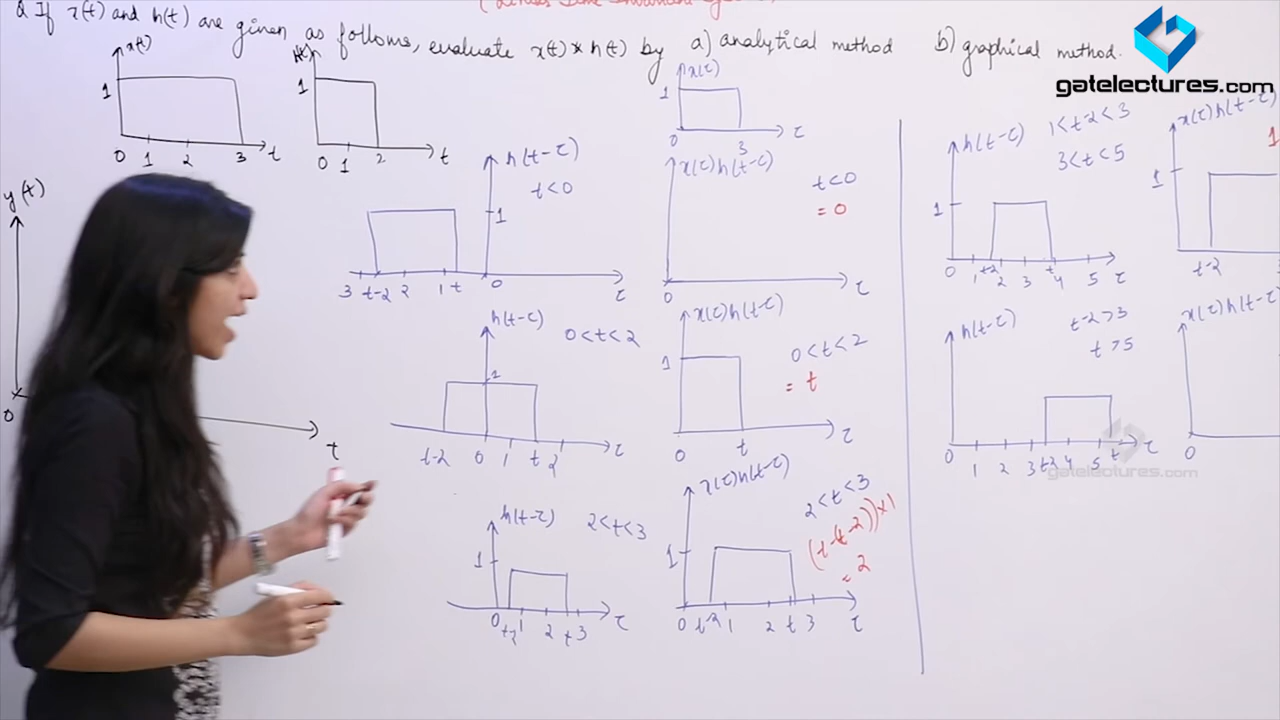 Q If x(t) and h(t) are given as follows, evaluate x(t) * h(t) by a) analytical method b) graphical method.
gatelectures.com
x(t)
1
0 1 2 3 t
1
0 1 2 t
x(τ)
1
0 3 τ
y(t)
0
t
h(t-τ)
t<0
1
3 t-2 2 1 t 0 τ
x(τ)h(t-τ)
t<0
= 0
0 τ
h(t-τ)
0<t<2
1
t-2 0 1 t 2 τ
x(τ)h(t-τ)
0<t<2
= t
1
0 t τ
h(t-τ)
2<t<3
1
0 t-2 1 2 t 3 τ
x(τ)h(t-τ)
2<t<3
(t-(t-2))×1
= 2
1
0 t-2 1 2 t 3 τ
h(t-τ)
1<t-2<3
3<t<5
1
0 1 t-2 2 3 t 4 5 τ
x(τ)h(t-τ)
1
t-2
h(t-τ)
t-2>3
t>5
0 1 2 3 t-2 4 5 t τ
x(τ)h(t-τ)
0
gatelectures.com